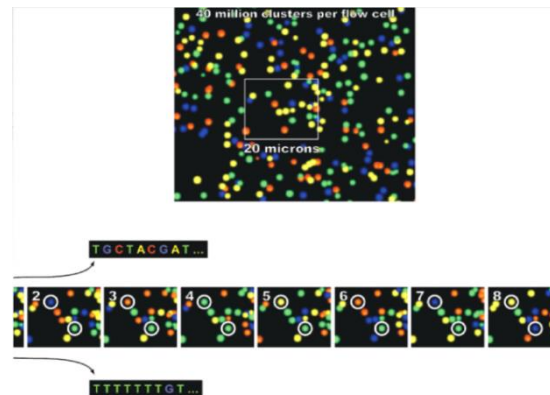 40 million clusters per flow cell
20 microns
TGCTACGAT...
2 3 4 5 6 7 8
TTTTTTTGT...